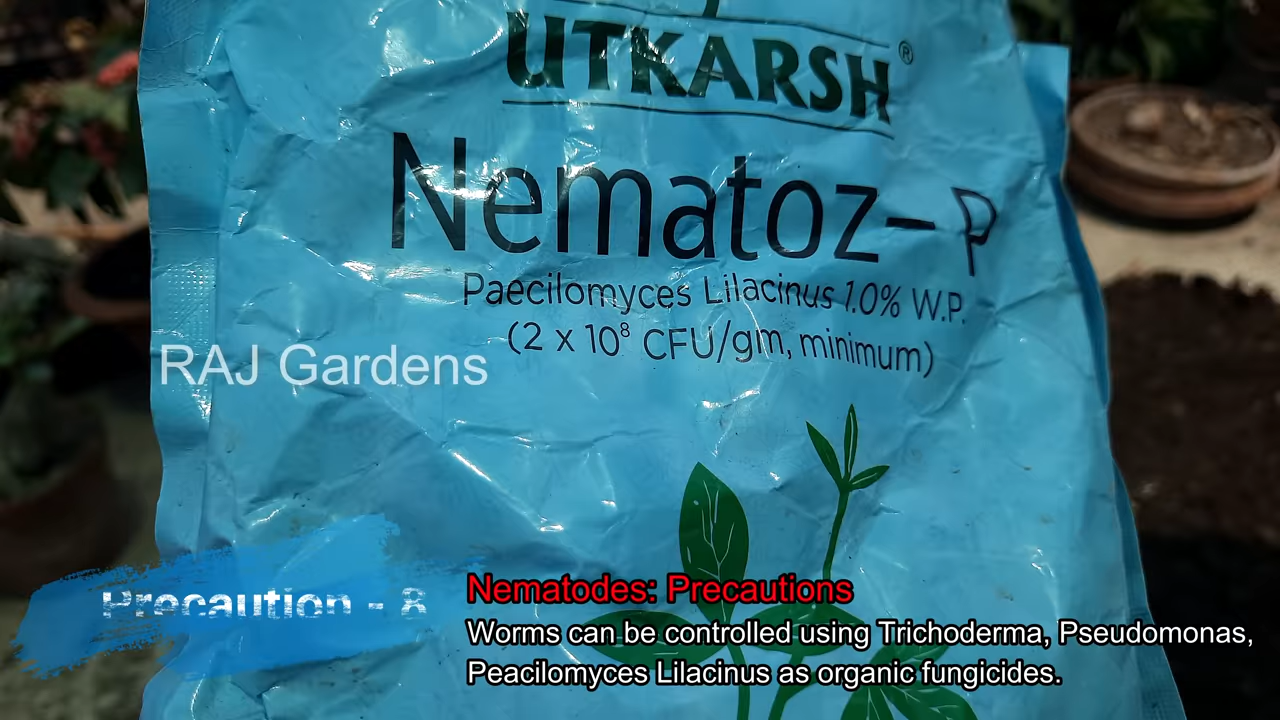 UTKARSH®
Nematoz-P
Paecilomyces Lilacinus 1.0% W.P.
(2 x 10⁸ CFU/gm, minimum)
RAJ Gardens
Precaution - 8
Nematodes: Precautions
Worms can be controlled using Trichoderma, Pseudomonas,
Peacilomyces Lilacinus as organic fungicides.